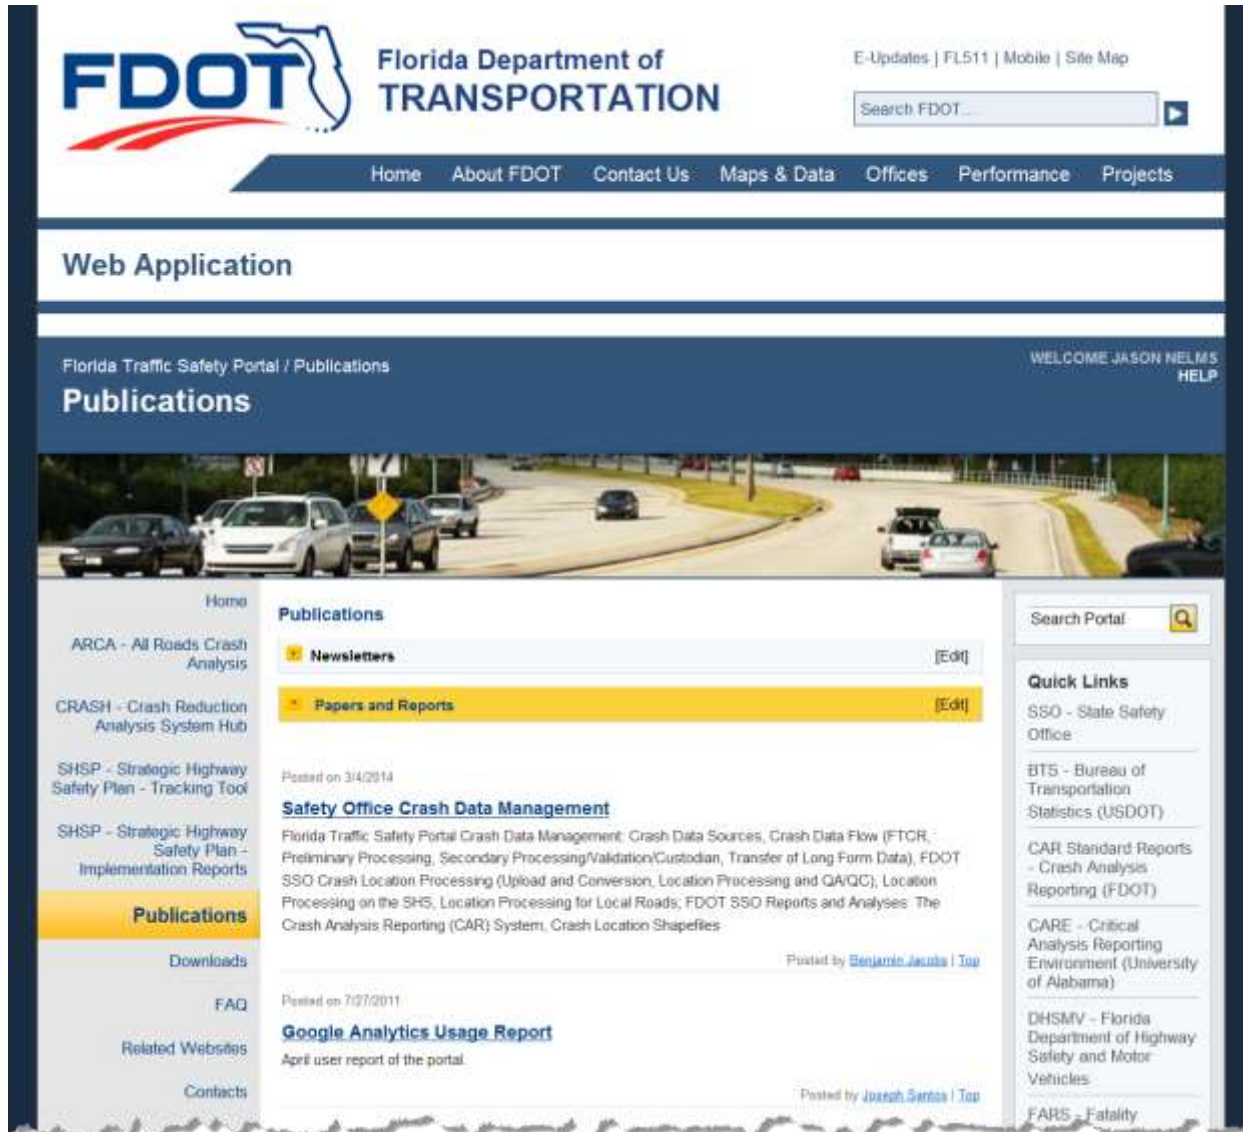 FDOT
Florida Department of
TRANSPORTATION
E-Updates | FL511 | Mobile | Site Map
Search FDOT...
Home About FDOT Contact Us Maps & Data Offices Performance Projects
Web Application
Florida Traffic Safety Portal / Publications
Publications
WELCOME JASON NELMS
HELP
Home
ARCA - All Roads Crash
Analysis
CRASH - Crash Reduction
Analysis System Hub
SHSP - Strategic Highway
Safety Plan - Tracking Tool
SHSP - Strategic Highway
Safety Plan -
Implementation Reports
Publications
Downloads
FAQ
Related Websites
Contacts
Publications
Newsletters [Edit]
Papers and Reports [Edit]
Posted on 3/4/2014
Safety Office Crash Data Management
Florida Traffic Safety Portal Crash Data Management: Crash Data Sources, Crash Data Flow (FTCR,
Preliminary Processing, Secondary Processing/Validation/Custodian, Transfer of Long Form Data), FDOT
SSO Crash Location Processing (Upload and Conversion, Location Processing and QA/QC), Location
Processing on the SHS, Location Processing for Local Roads; FDOT SSO Reports and Analyses: The
Crash Analysis Reporting (CAR) System, Crash Location Shapefiles
Posted by Benjamin Jacobs | Top
Posted on 7/27/2011
Google Analytics Usage Report
April user report of the portal.
Posted by Joseph Santos | Top
Search Portal
Quick Links
SSO - State Safety
Office
BTS - Bureau of
Transportation
Statistics (USDOT)
CAR Standard Reports
- Crash Analysis
Reporting (FDOT)
CARE - Critical
Analysis Reporting
Environment (University
of Alabama)
DHSMV - Florida
Department of Highway
Safety and Motor
Vehicles
FARS - Fatality